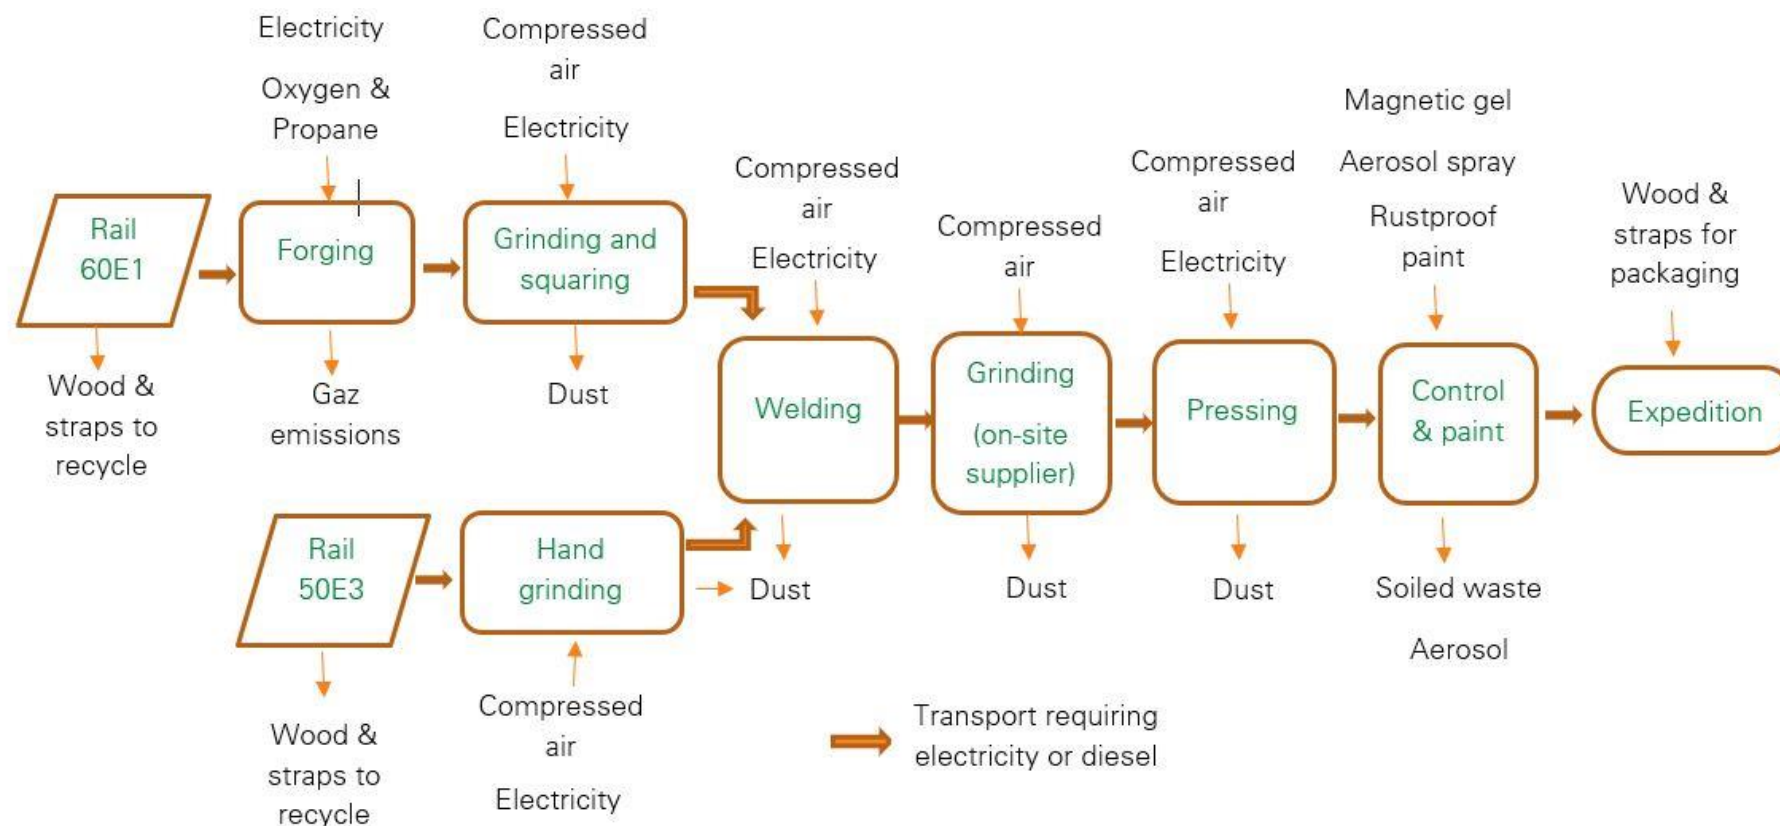 Electricity
Oxygen &
Propane
Compressed
air
Electricity
Compressed
air
Electricity
Compressed
air
Compressed
air
Electricity
Magnetic gel
Aerosol spray
Rustproof
paint
Wood &
straps for
packaging
Rail
60E1
Forging
Grinding and
squaring
Welding
Grinding
(on-site
supplier)
Pressing
Control
& paint
Expedition
Wood &
straps to
recycle
Gaz
emissions
Dust
Rail
50E3
Hand
grinding
Dust
Dust
Dust
Soiled waste
Aerosol
Wood &
straps to
recycle
Compressed
air
Electricity
Transport requiring
electricity or diesel